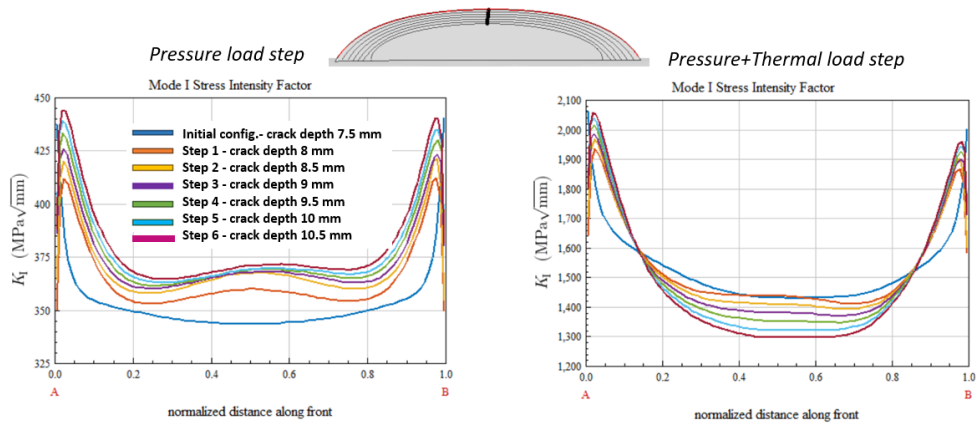 Pressure load step
Pressure+Thermal load step
Mode I Stress Intensity Factor
450
425
400
375
350
325
K_I (MPa√mm)
Initial config.- crack depth 7.5 mm
Step 1 - crack depth 8 mm
Step 2 - crack depth 8.5 mm
Step 3 - crack depth 9 mm
Step 4 - crack depth 9.5 mm
Step 5 - crack depth 10 mm
Step 6 - crack depth 10.5 mm
0.0 0.2 0.4 0.6 0.8 1.0
A B
normalized distance along front
Mode I Stress Intensity Factor
2,100
2,000
1,900
1,800
1,700
1,600
1,500
1,400
1,300
1,200
K_I (MPa√mm)
0.0 0.2 0.4 0.6 0.8 1.0
A B
normalized distance along front